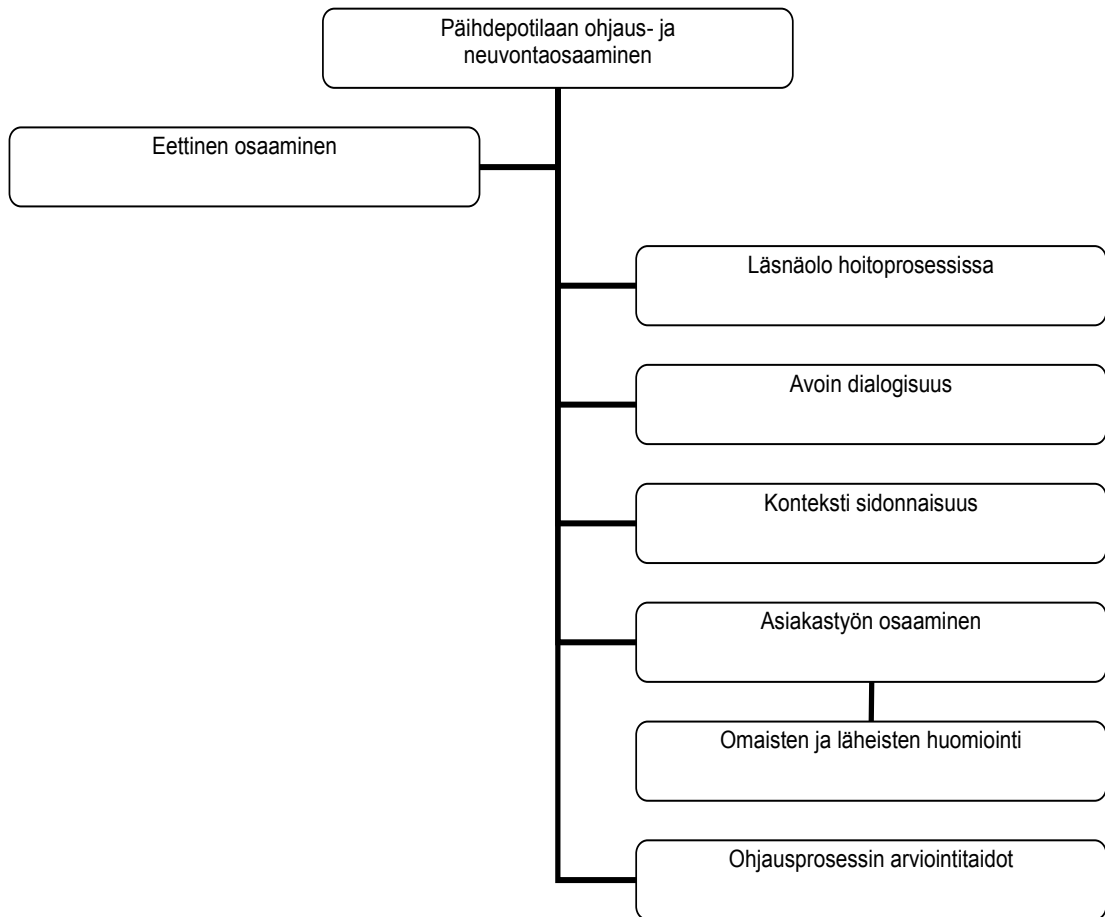 Päihdepotilaan ohjaus- ja
neuvontaosaaminen
Eettinen osaaminen
Läsnäolo hoitoprosessissa
Avoin dialogisuus
Konteksti sidonnaisuus
Asiakastyön osaaminen
Omaisten ja läheisten huomiointi
Ohjausprosessin arviointitaidot